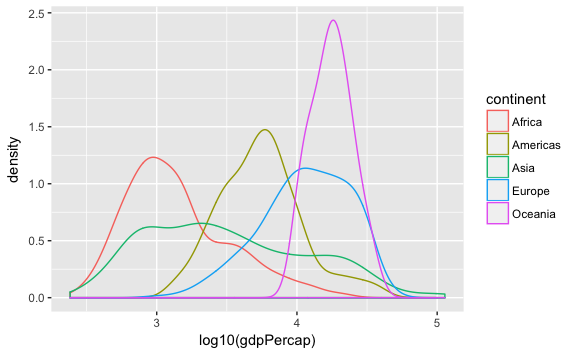 2.5
2.0
1.5
1.0
0.5
0.0
density
3
4
5
log10(gdpPercap)
continent
Africa
Americas
Asia
Europe
Oceania